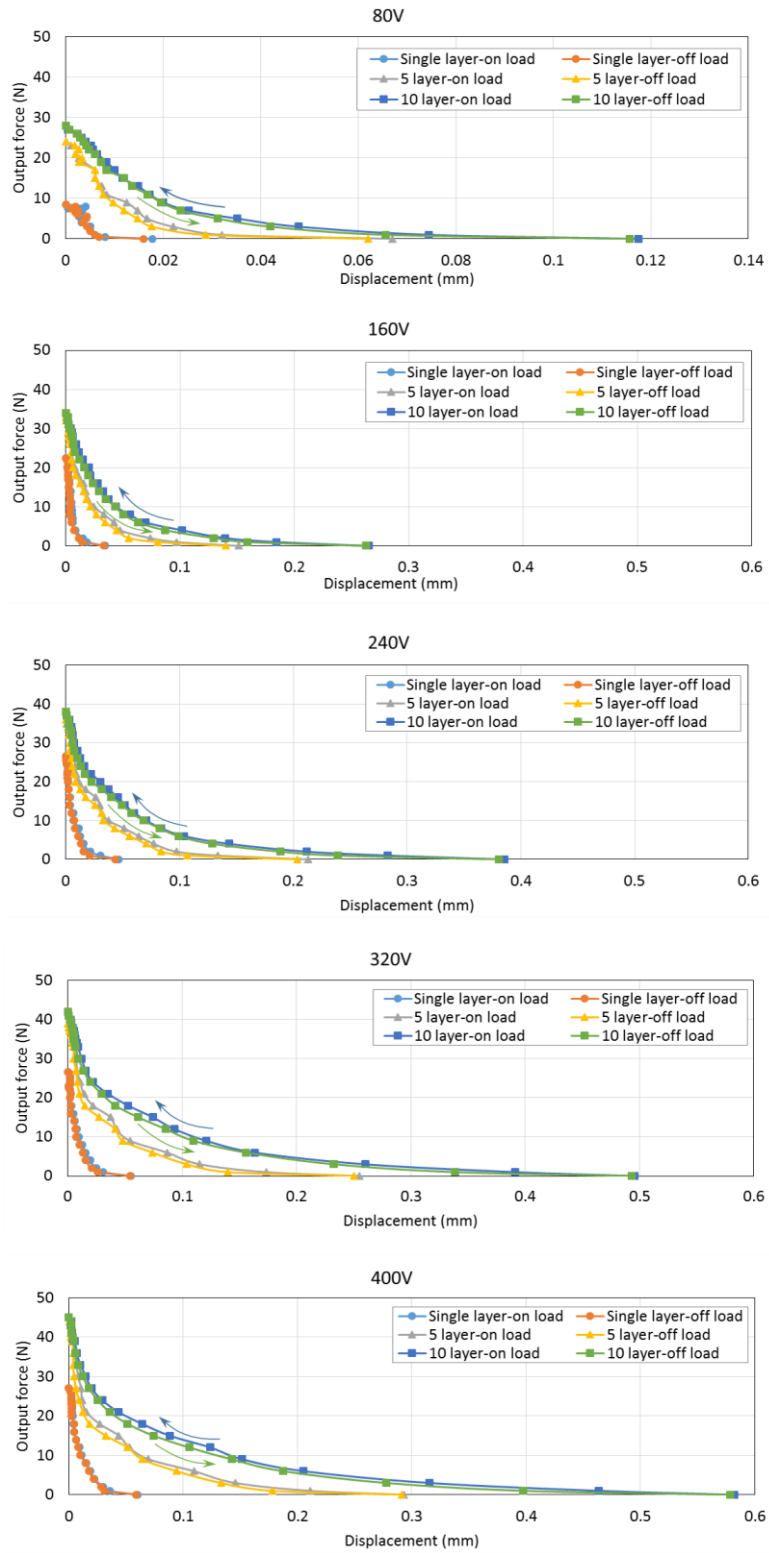 80V
Output force (N)
50
40
30
20
10
0
Single layer-on load
Single layer-off load
5 layer-on load
5 layer-off load
10 layer-on load
10 layer-off load
0 0.02 0.04 0.06 0.08 0.1 0.12 0.14
Displacement (mm)
160V
Output force (N)
50
40
30
20
10
0
Single layer-on load
Single layer-off load
5 layer-on load
5 layer-off load
10 layer-on load
10 layer-off load
0 0.1 0.2 0.3 0.4 0.5 0.6
Displacement (mm)
240V
Output force (N)
50
40
30
20
10
0
Single layer-on load
Single layer-off load
5 layer-on load
5 layer-off load
10 layer-on load
10 layer-off load
0 0.1 0.2 0.3 0.4 0.5 0.6
Displacement (mm)
320V
Output force (N)
50
40
30
20
10
0
Single layer-on load
Single layer-off load
5 layer-on load
5 layer-off load
10 layer-on load
10 layer-off load
0 0.1 0.2 0.3 0.4 0.5 0.6
Displacement (mm)
400V
Output force (N)
50
40
30
20
10
0
Single layer-on load
Single layer-off load
5 layer-on load
5 layer-off load
10 layer-on load
10 layer-off load
0 0.1 0.2 0.3 0.4 0.5 0.6
Displacement (mm)